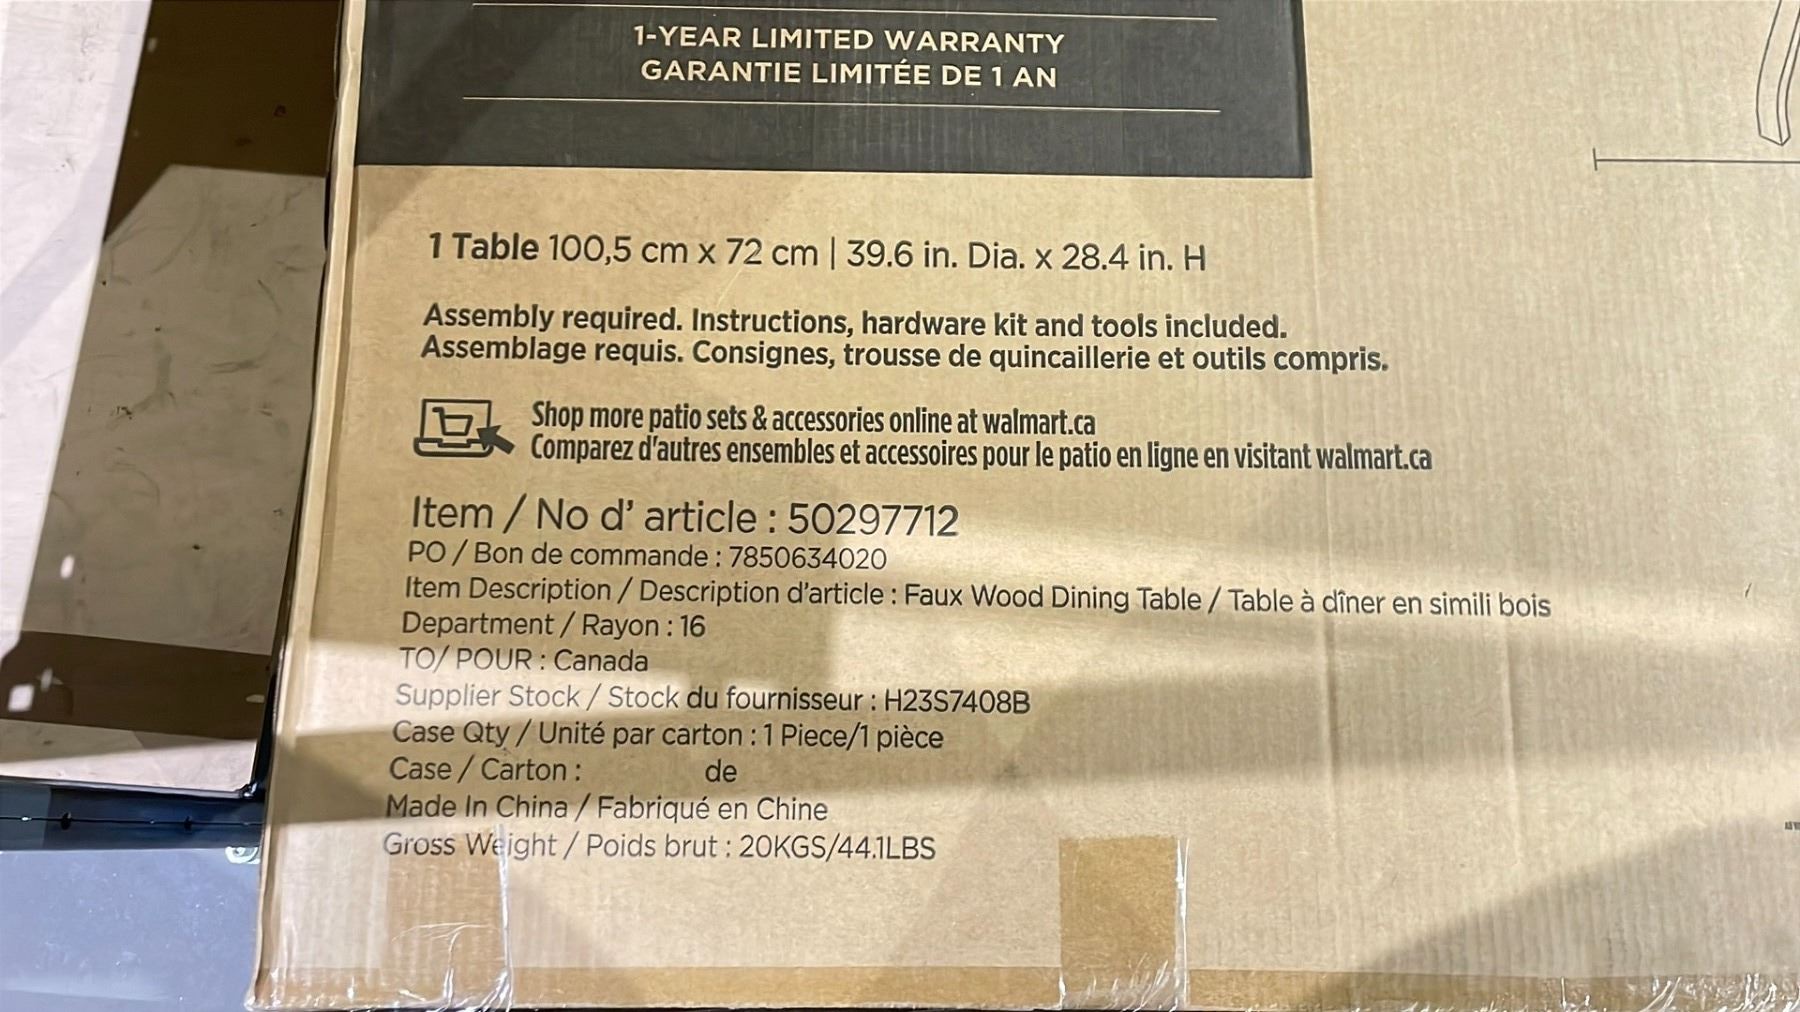 1-YEAR LIMITED WARRANTY
GARANTIE LIMITÉE DE 1 AN
1 Table 100,5 cm x 72 cm | 39.6 in. Dia. x 28.4 in. H
Assembly required. Instructions, hardware kit and tools included.
Assemblage requis. Consignes, trousse de quincaillerie et outils compris.
Shop more patio sets & accessories online at walmart.ca
Comparez d'autres ensembles et accessoires pour le patio en ligne en visitant walmart.ca
Item / No d' article : 50297712
PO / Bon de commande : 7850634020
Item Description / Description d'article : Faux Wood Dining Table / Table à dîner en simili bois
Department / Rayon : 16
TO/ POUR : Canada
Supplier Stock / Stock du fournisseur : H23S7408B
Case Qty / Unité par carton : 1 Piece/1 pièce
Case / Carton : de
Made In China / Fabriqué en Chine
Gross Weight / Poids brut : 20KGS/44.1LBS